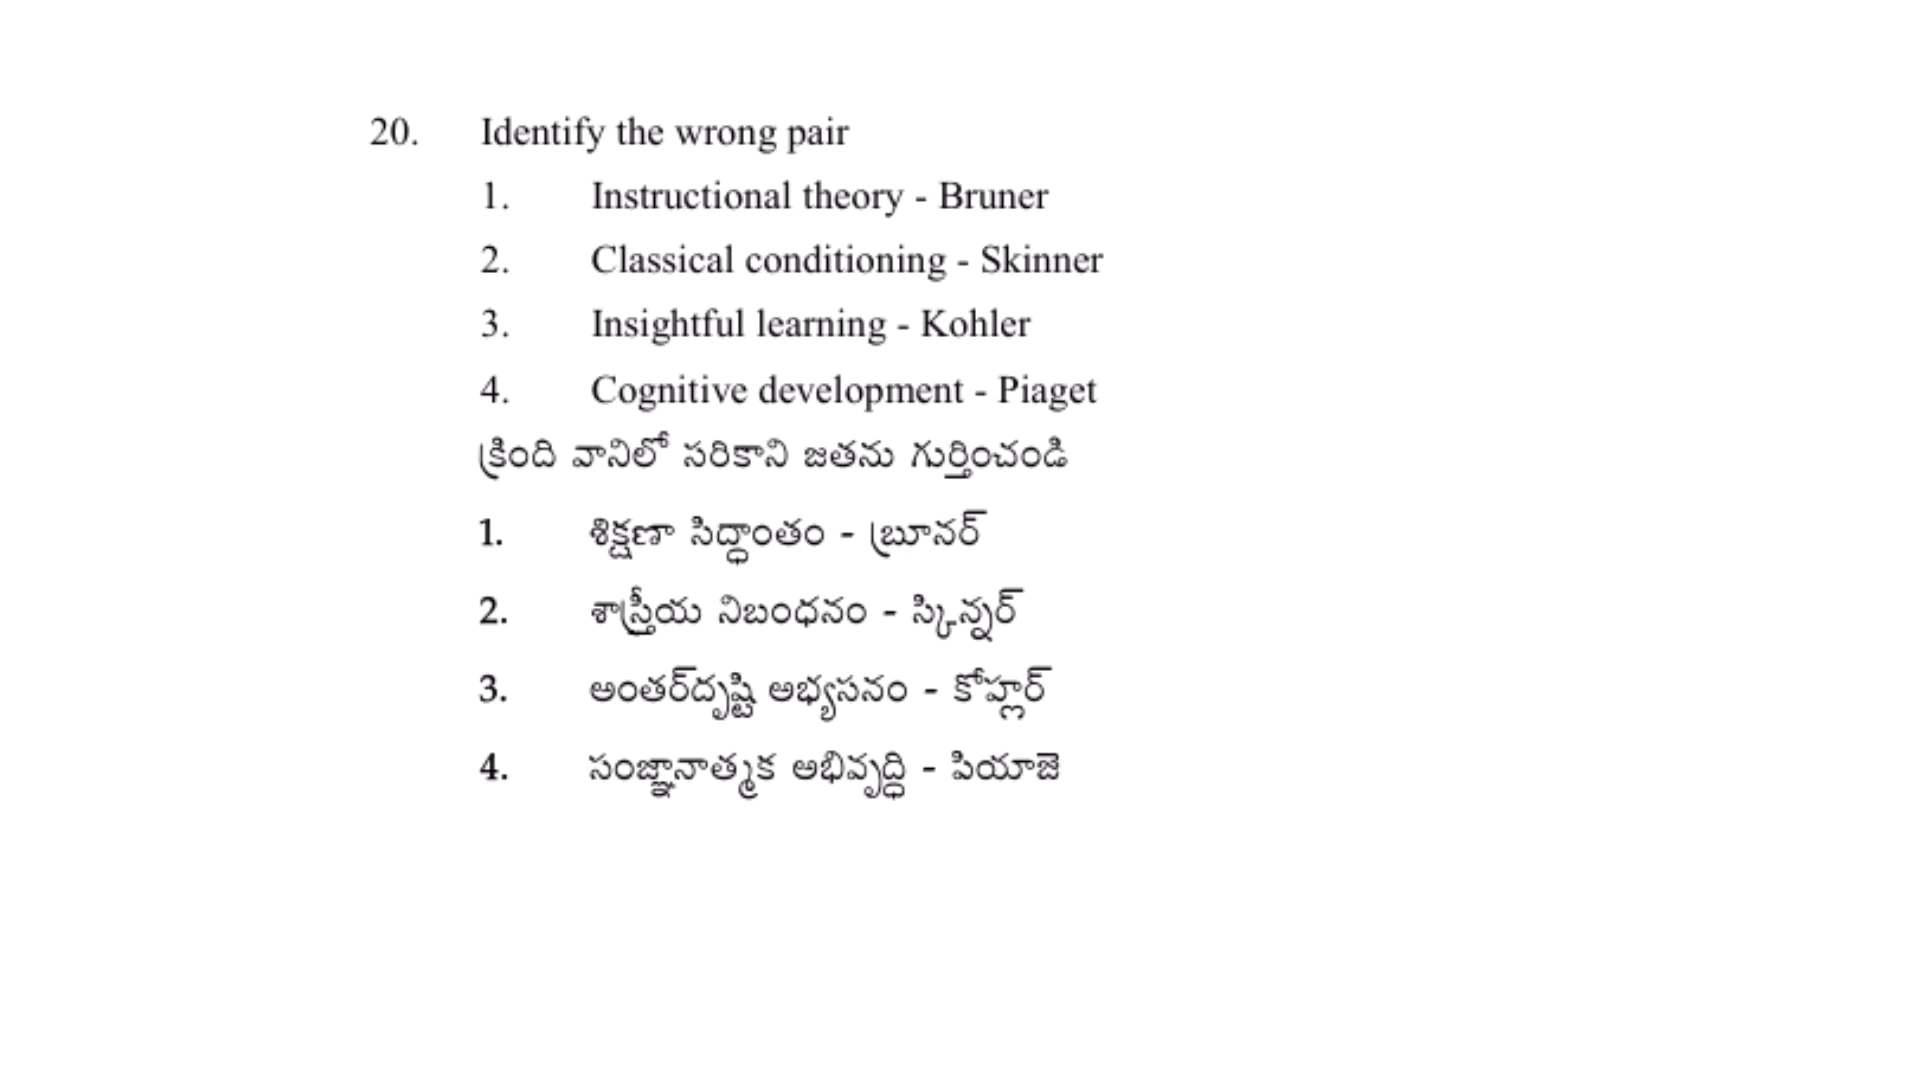 20. Identify the wrong pair
1. Instructional theory - Bruner
2. Classical conditioning - Skinner
3. Insightful learning - Kohler
4. Cognitive development - Piaget
క్రింది వానిలో సరికాని జతను గుర్తించండి
1. శిక్షణా సిద్ధాంతం - బ్రూనర్
2. శాస్త్రీయ నిబంధనం - స్కిన్నర్
3. అంతర్‌దృష్టి అభ్యసనం - కోహ్లర్
4. సంజ్ఞానాత్మక అభివృద్ధి - పియాజె